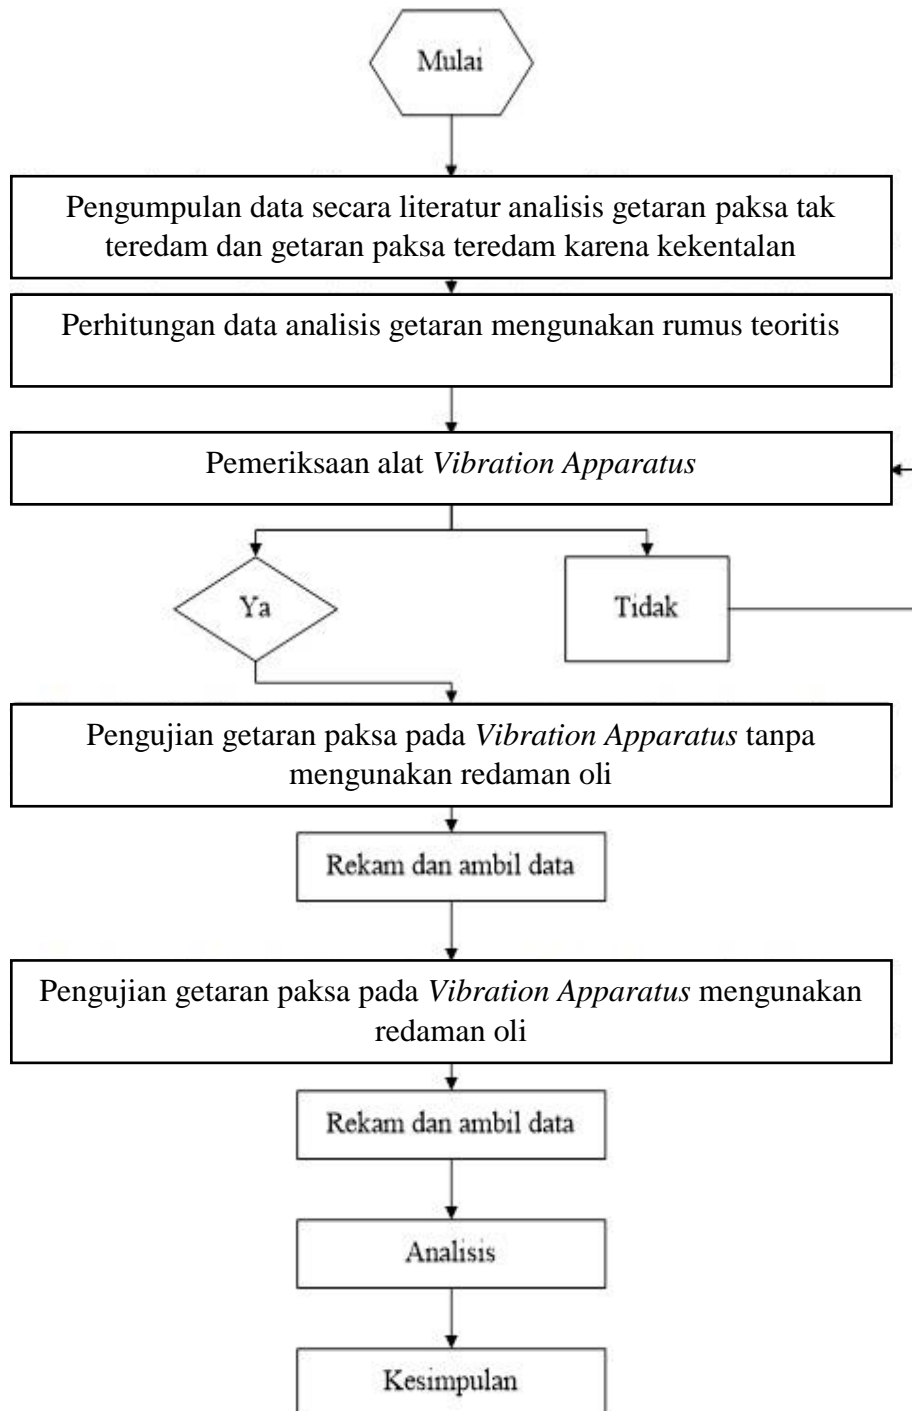 Mulai
Pengumpulan data secara literatur analisis getaran paksa tak
teredam dan getaran paksa teredam karena kekentalan
Perhitungan data analisis getaran mengunakan rumus teoritis
Pemeriksaan alat Vibration Apparatus
Ya
Tidak
Pengujian getaran paksa pada Vibration Apparatus tanpa
mengunakan redaman oli
Rekam dan ambil data
Pengujian getaran paksa pada Vibration Apparatus mengunakan
redaman oli
Rekam dan ambil data
Analisis
Kesimpulan